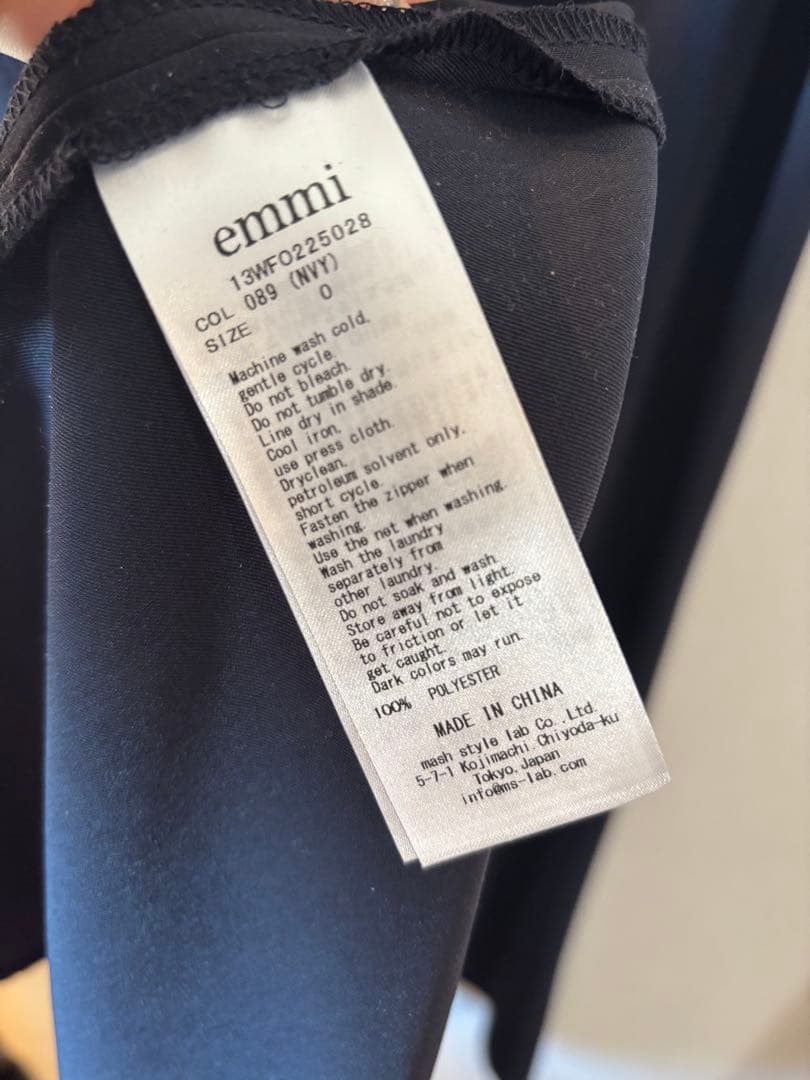 emmi
13WFO225028
COL 089 (NVY)
SIZE 0
Machine wash cold.
gentle cycle.
Do not bleach.
Do not tumble dry.
Line dry in shade.
Cool iron.
use press cloth.
Dryclean.
petroleum solvent only.
short cycle.
Fasten the zipper when
washing.
Use the net when washing.
Wash the laundry
separately from
other laundry.
Do not soak and wash.
Store away from light.
Be careful not to expose
to friction or let it
get caught.
Dark colors may run.
100% POLYESTER
MADE IN CHINA
mash style lab Co.,Ltd.
5-7-1 Kojimachi Chiyoda-ku
Tokyo, Japan
info@ms-lab.com